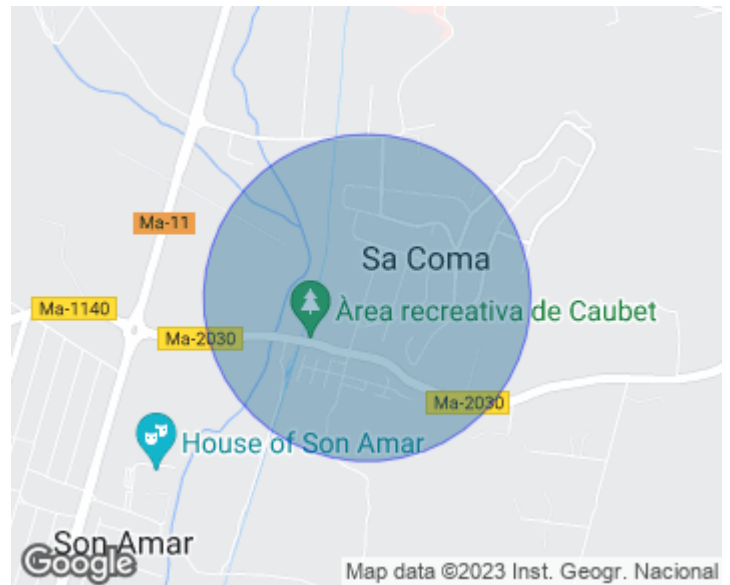 Ma-11
Sa Coma
Ma-1140
Àrea recreativa de Caubet
Ma-2030
Ma-2030
House of Son Amar
Son Amar
Google
Map data ©2023 Inst. Geogr. Nacional